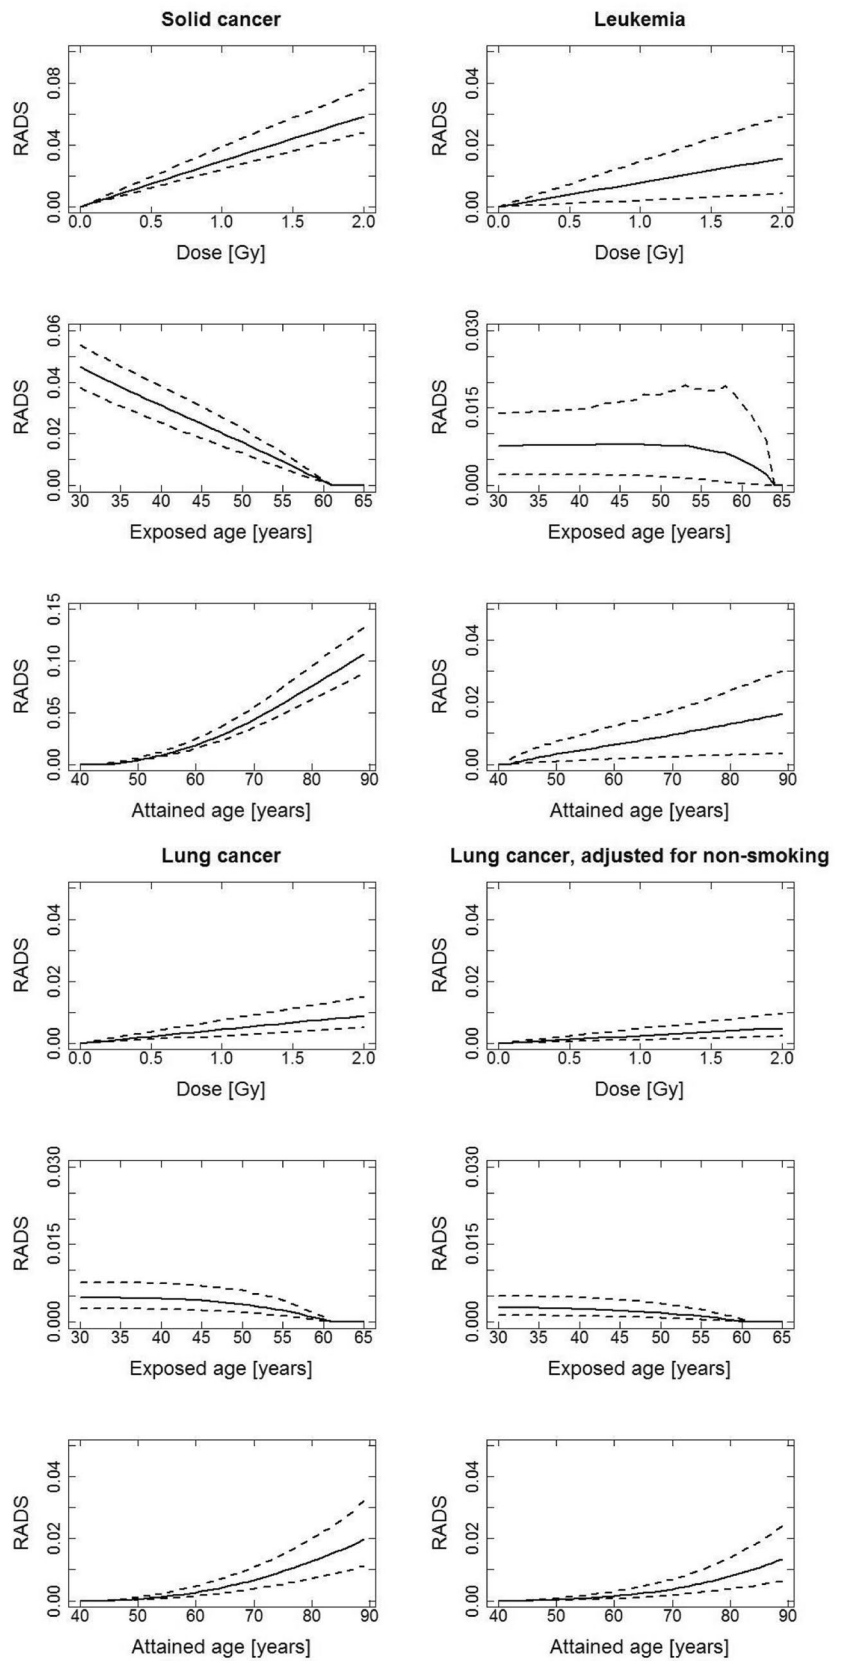 Solid cancer
Leukemia
RADS
0.00 0.04 0.08
0.0 0.5 1.0 1.5 2.0
Dose [Gy]
RADS
0.00 0.02 0.04
0.0 0.5 1.0 1.5 2.0
Dose [Gy]
RADS
0.00 0.02 0.04 0.06
30 35 40 45 50 55 60 65
Exposed age [years]
RADS
0.000 0.015 0.030
30 35 40 45 50 55 60 65
Exposed age [years]
RADS
0.00 0.05 0.10 0.15
40 50 60 70 80 90
Attained age [years]
RADS
0.00 0.02 0.04
40 50 60 70 80 90
Attained age [years]
Lung cancer
Lung cancer, adjusted for non-smoking
RADS
0.00 0.02 0.04
0.0 0.5 1.0 1.5 2.0
Dose [Gy]
RADS
0.00 0.02 0.04
0.0 0.5 1.0 1.5 2.0
Dose [Gy]
RADS
0.000 0.015 0.030
30 35 40 45 50 55 60 65
Exposed age [years]
RADS
0.000 0.015 0.030
30 35 40 45 50 55 60 65
Exposed age [years]
RADS
0.00 0.02 0.04
40 50 60 70 80 90
Attained age [years]
RADS
0.00 0.02 0.04
40 50 60 70 80 90
Attained age [years]